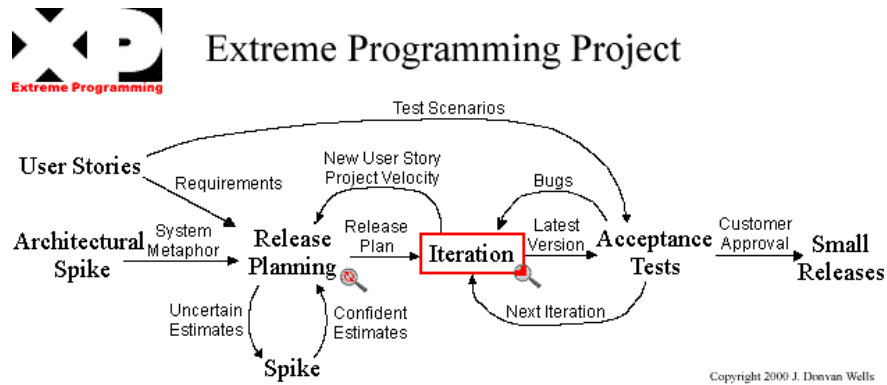 XP
Extreme Programming
Extreme Programming Project
Test Scenarios
User Stories
Requirements
New User Story
Project Velocity
Bugs
Architectural
Spike
System
Metaphor
Release
Planning
Release
Plan
Iteration
Latest
Version
Acceptance
Tests
Customer
Approval
Small
Releases
Uncertain
Estimates
Confident
Estimates
Next Iteration
Spike
Copyright 2000 J. Donvan Wells